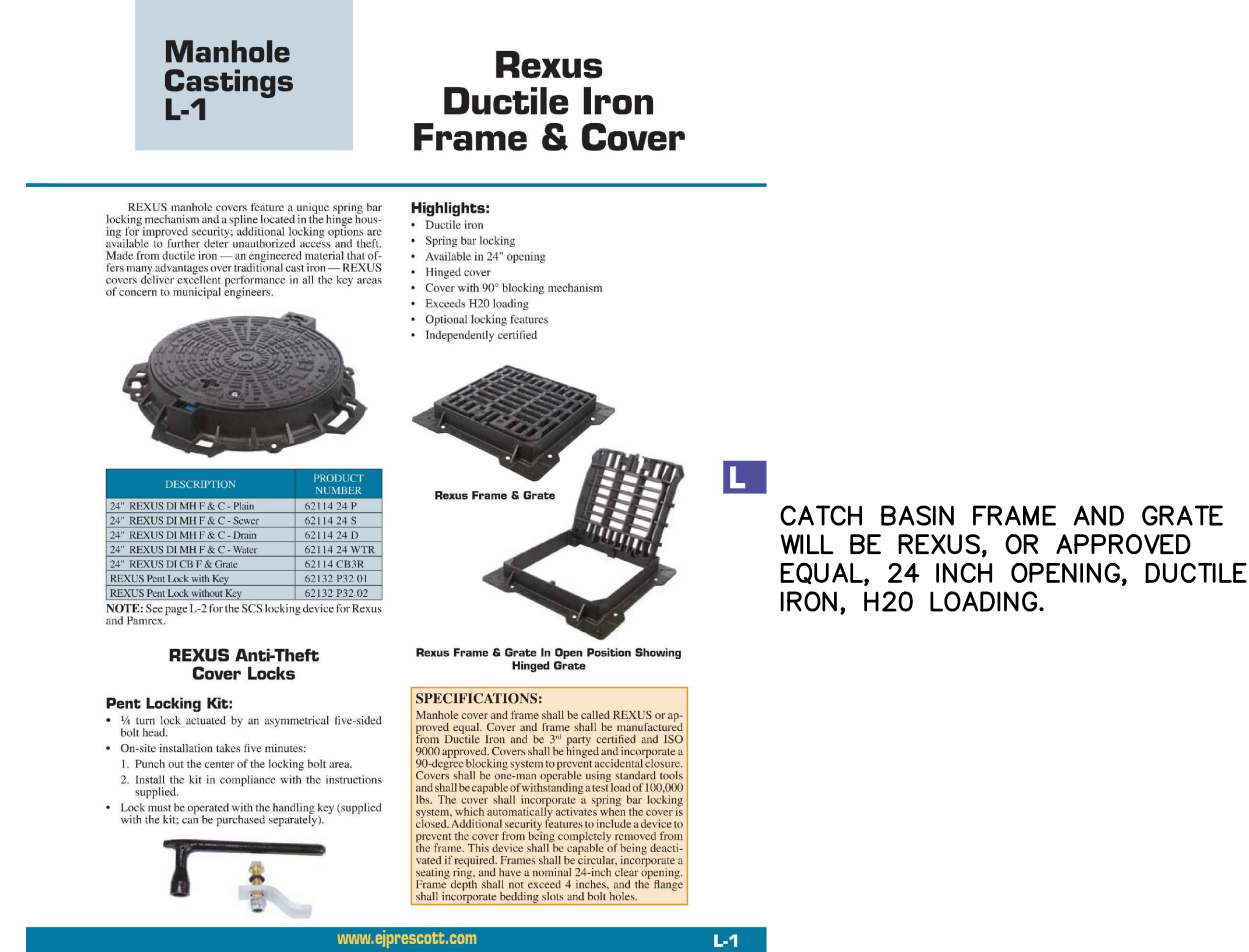 Manhole
Castings
L-1
Rexus
Ductile Iron
Frame & Cover
REXUS manhole covers feature a unique spring bar
locking mechanism and a spline located in the hinge hous-
ing for improved security; additional locking options are
available to further deter unauthorized access and theft.
Made from ductile iron — an engineered material that of-
fers many advantages over traditional cast iron — REXUS
covers deliver excellent performance in all the key areas
of concern to municipal engineers.
DESCRIPTION PRODUCT
NUMBER
24" REXUS DI MH F & C - Plain 62114 24 P
24" REXUS DI MH F & C - Sewer 62114 24 S
24" REXUS DI MH F & C - Drain 62114 24 D
24" REXUS DI MH F & C - Water 62114 24 WTR
24" REXUS DI CB F & Grate 62114 CB3R
REXUS Pent Lock with Key 62132 P32 01
REXUS Pent Lock without Key 62132 P32 02
NOTE: See page L-2 for the SCS locking device for Rexus
and Pamrex.
REXUS Anti-Theft
Cover Locks
Pent Locking Kit:
• ¼ turn lock actuated by an asymmetrical five-sided
bolt head.
• On-site installation takes five minutes:
1. Punch out the center of the locking bolt area.
2. Install the kit in compliance with the instructions
supplied.
• Lock must be operated with the handling key (supplied
with the kit; can be purchased separately).
Highlights:
• Ductile iron
• Spring bar locking
• Available in 24" opening
• Hinged cover
• Cover with 90° blocking mechanism
• Exceeds H20 loading
• Optional locking features
• Independently certified
Rexus Frame & Grate
Rexus Frame & Grate In Open Position Showing
Hinged Grate
SPECIFICATIONS:
Manhole cover and frame shall be called REXUS or ap-
proved equal. Cover and frame shall be manufactured
from Ductile Iron and be 3rd party certified and ISO
9000 approved. Covers shall be hinged and incorporate a
90-degree blocking system to prevent accidental closure.
Covers shall be one-man operable using standard tools
and shall be capable of withstanding a test load of 100,000
lbs. The cover shall incorporate a spring bar locking
system, which automatically activates when the cover is
closed. Additional security features to include a device to
prevent the cover from being completely removed from
the frame. This device shall be capable of being deacti-
vated if required. Frames shall be circular, incorporate a
seating ring, and have a nominal 24-inch clear opening.
Frame depth shall not exceed 4 inches, and the flange
shall incorporate bedding slots and bolt holes.
L
CATCH BASIN FRAME AND GRATE
WILL BE REXUS, OR APPROVED
EQUAL, 24 INCH OPENING, DUCTILE
IRON, H20 LOADING.
www.ejprescott.com
L-1